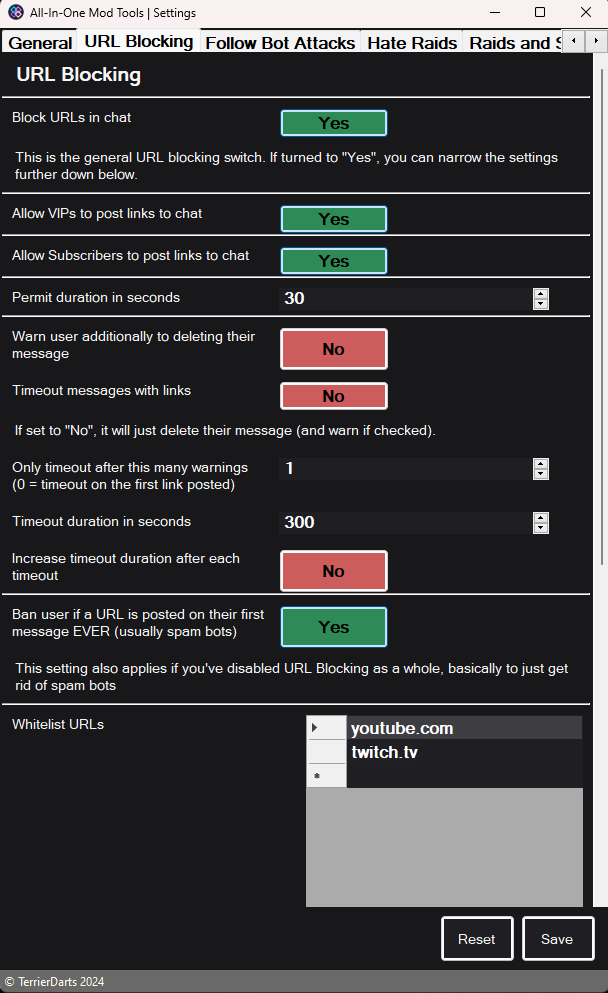 All-In-One Mod Tools | Settings
General URL Blocking Follow Bot Attacks Hate Raids Raids and
URL Blocking
Block URLs in chat Yes
This is the general URL blocking switch. If turned to "Yes", you can narrow the settings
further down below.
Allow VIPs to post links to chat Yes
Allow Subscribers to post links to chat Yes
Permit duration in seconds 30
Warn user additionally to deleting their
message
No
Timeout messages with links No
If set to "No", it will just delete their message (and warn if checked).
Only timeout after this many warnings
(0 = timeout on the first link posted)
1
Timeout duration in seconds 300
Increase timeout duration after each
timeout
No
Ban user if a URL is posted on their first
message EVER (usually spam bots)
Yes
This setting also applies if you've disabled URL Blocking as a whole, basically to just get
rid of spam bots
Whitelist URLs
youtube.com
twitch.tv
Reset Save
© TerrierDarts 2024